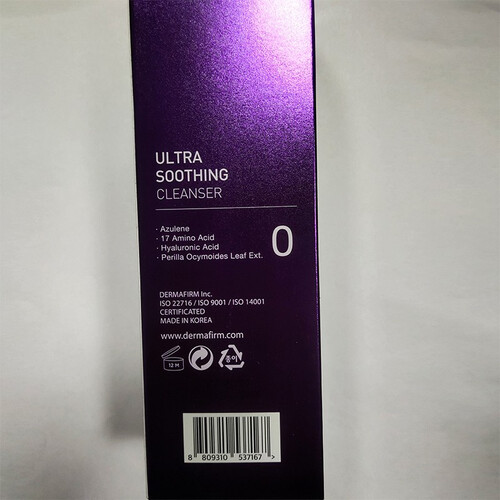 ULTRA
SOOTHING
CLEANSER
· Azulene
· 17 Amino Acid
· Hyaluronic Acid
· Perilla Ocymoides Leaf Ext.
0
DERMAFIRM Inc.
ISO 22716 / ISO 9001 / ISO 14001
CERTIFICATED
MADE IN KOREA
www.dermafirm.com
12 M
종이
8 809310 537167 >